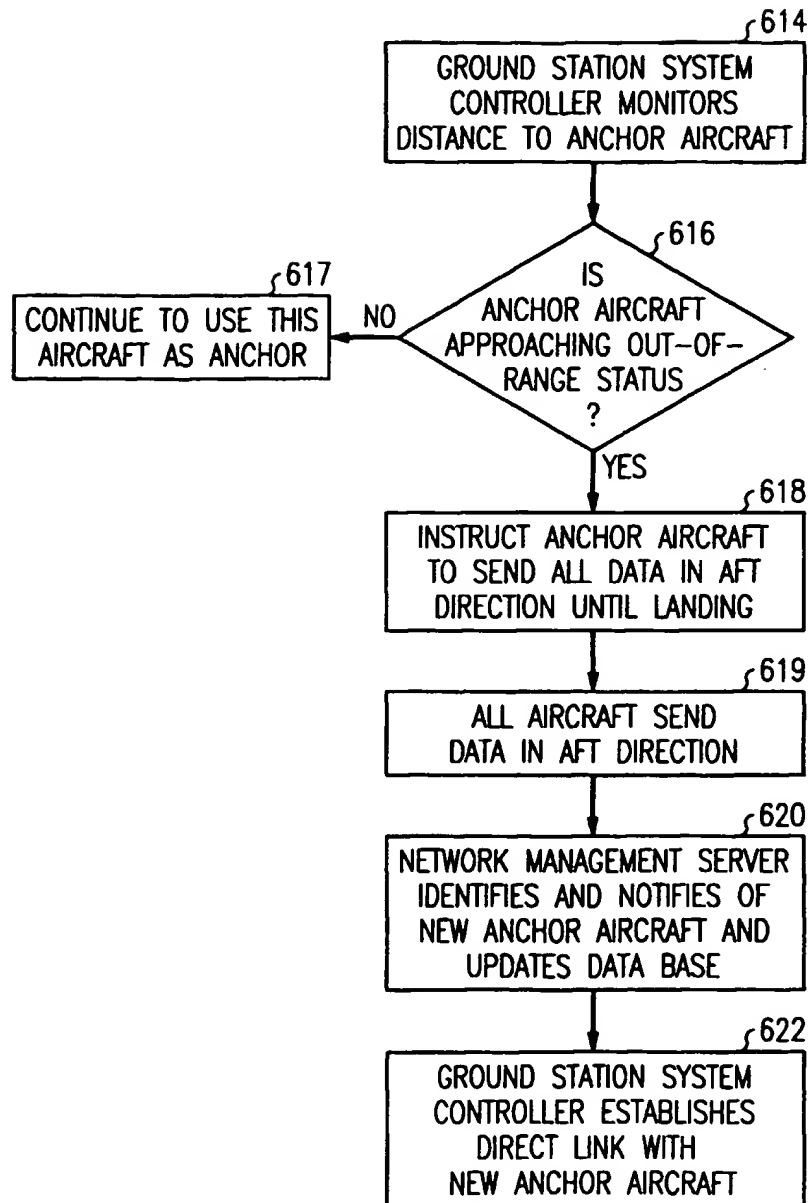 614
GROUND STATION SYSTEM
CONTROLLER MONITORS
DISTANCE TO ANCHOR AIRCRAFT
616
IS
ANCHOR AIRCRAFT
APPROACHING OUT-OF-
RANGE STATUS
?
NO
617
CONTINUE TO USE THIS
AIRCRAFT AS ANCHOR
YES
618
INSTRUCT ANCHOR AIRCRAFT
TO SEND ALL DATA IN AFT
DIRECTION UNTIL LANDING
619
ALL AIRCRAFT SEND
DATA IN AFT DIRECTION
620
NETWORK MANAGEMENT SERVER
IDENTIFIES AND NOTIFIES OF
NEW ANCHOR AIRCRAFT AND
UPDATES DATA BASE
622
GROUND STATION SYSTEM
CONTROLLER ESTABLISHES
DIRECT LINK WITH
NEW ANCHOR AIRCRAFT